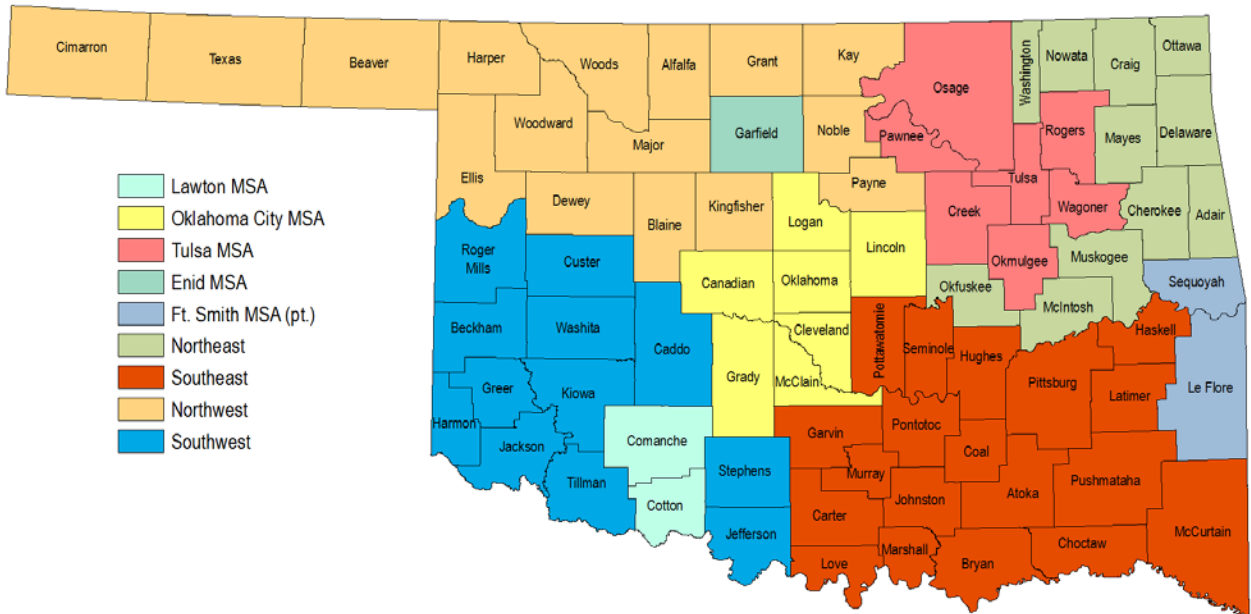 Cimarron
Texas
Beaver
Harper
Woods
Alfalfa
Grant
Kay
Osage
Washington
Nowata
Craig
Ottawa
Woodward
Major
Garfield
Noble
Pawnee
Rogers
Mayes
Delaware
Ellis
Dewey
Blaine
Kingfisher
Logan
Payne
Creek
Tulsa
Wagoner
Cherokee
Adair
Lawton MSA
Oklahoma City MSA
Tulsa MSA
Enid MSA
Ft. Smith MSA (pt.)
Northeast
Southeast
Northwest
Southwest
Roger
Mills
Custer
Canadian
Oklahoma
Lincoln
Okfuskee
Okmulgee
Muskogee
McIntosh
Sequoyah
Beckham
Washita
Caddo
Grady
Cleveland
McClain
Pottawatomie
Seminole
Hughes
Pittsburg
Haskell
Latimer
Le Flore
Harmon
Greer
Kiowa
Jackson
Tillman
Comanche
Cotton
Stephens
Jefferson
Garvin
Murray
Pontotoc
Coal
Carter
Johnston
Atoka
Pushmataha
McCurtain
Love
Marshall
Bryan
Choctaw